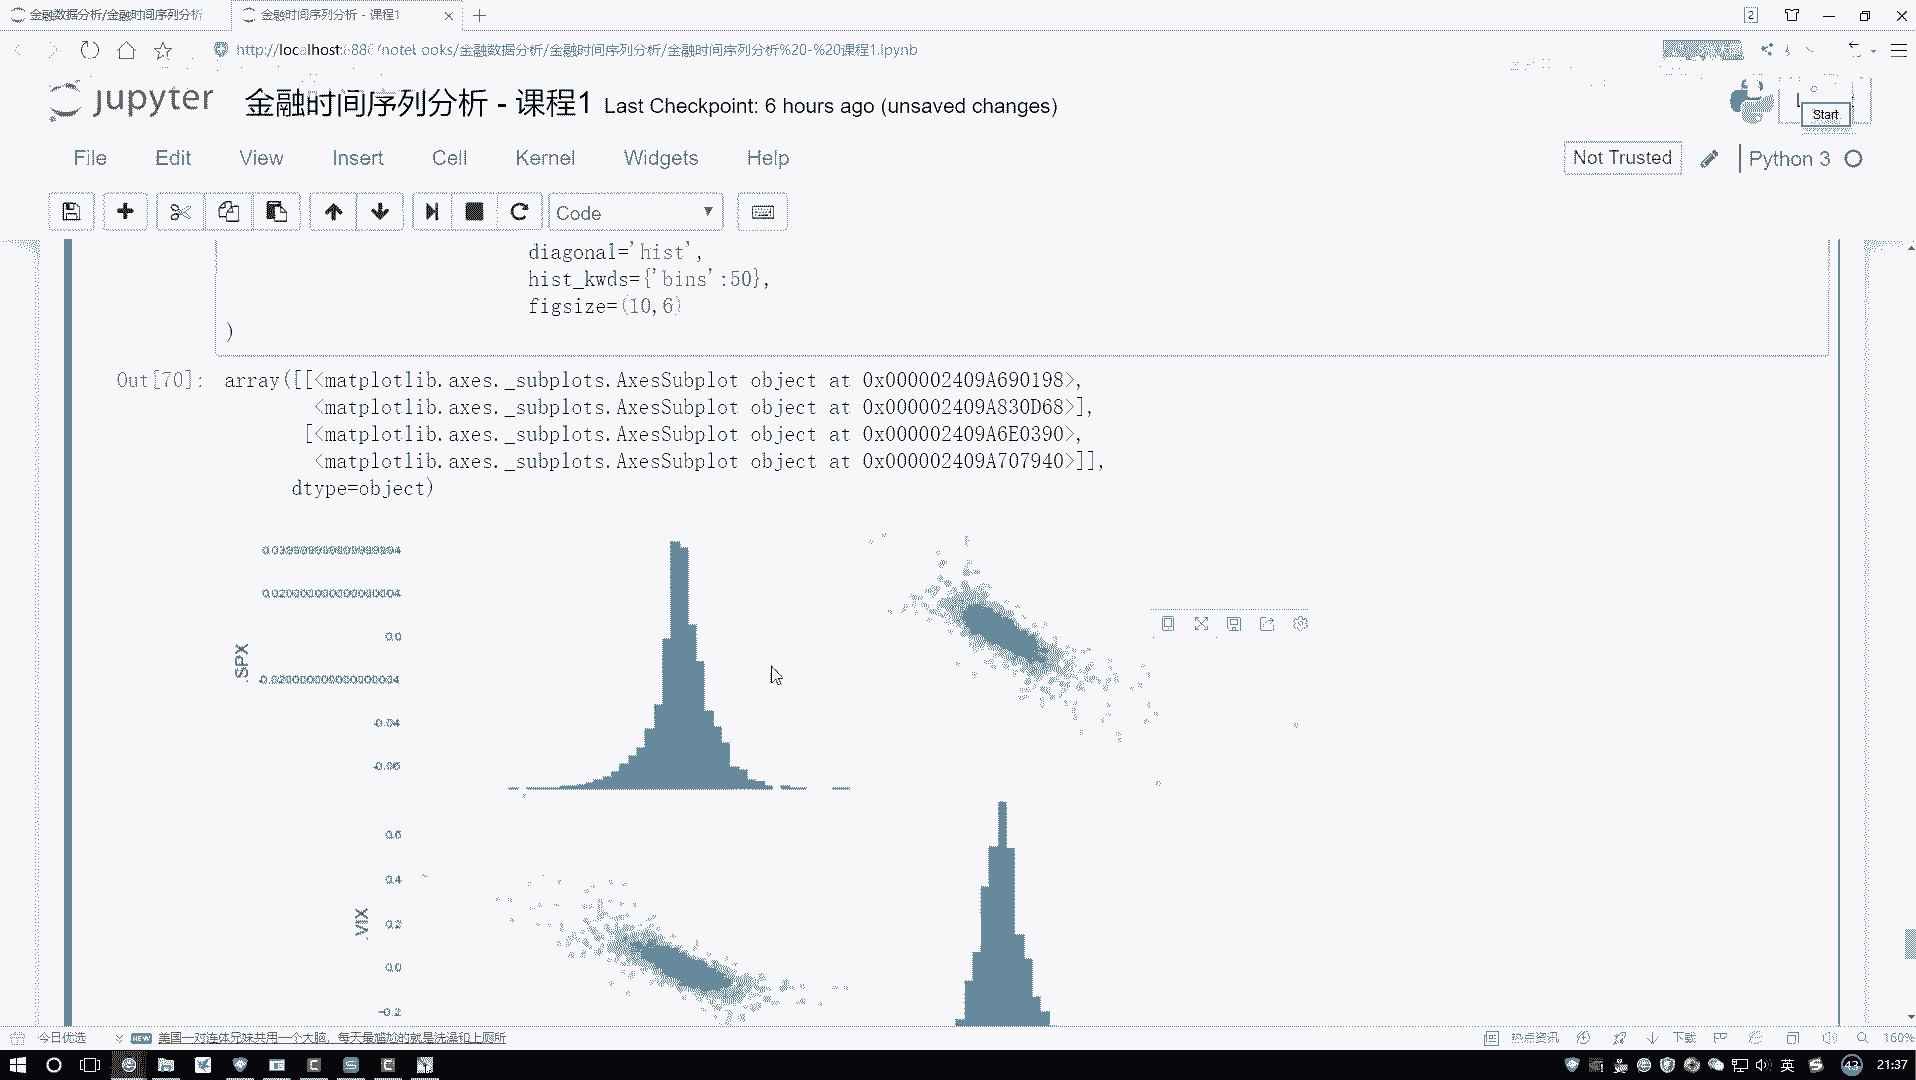 金融数据分析/金融时间序列分析
金融时间序列分析 - 课程1
2
http://localhost:888/notebooks/金融数据分析/金融时间序列分析/金融时间序列分析%20-%20课程1.ipynb
jupyter
金融时间序列分析 - 课程1
Last Checkpoint: 6 hours ago (unsaved changes)
Start
File
Edit
View
Insert
Cell
Kernel
Widgets
Help
Not Trusted
Python 3
Code
diagonal='hist',
hist_kwds={'bins':50},
figsize=(10,6)
)
Out[70]:
array([[<matplotlib.axes._subplots.AxesSubplot object at 0x000002409A690198>,
<matplotlib.axes._subplots.AxesSubplot object at 0x000002409A830D68>],
[<matplotlib.axes._subplots.AxesSubplot object at 0x000002409A6E0390>,
<matplotlib.axes._subplots.AxesSubplot object at 0x000002409A707940>]],
dtype=object)
0.0
.SPX
-0.04
-0.06
0.6
0.4
.VIX
0.2
0.0
-0.2
今日优选
NEW
美国一对连体兄妹共用一个大脑，每天最尴尬的就是洗澡和上厕所
热点资讯
下载
160%
英
43
21:37